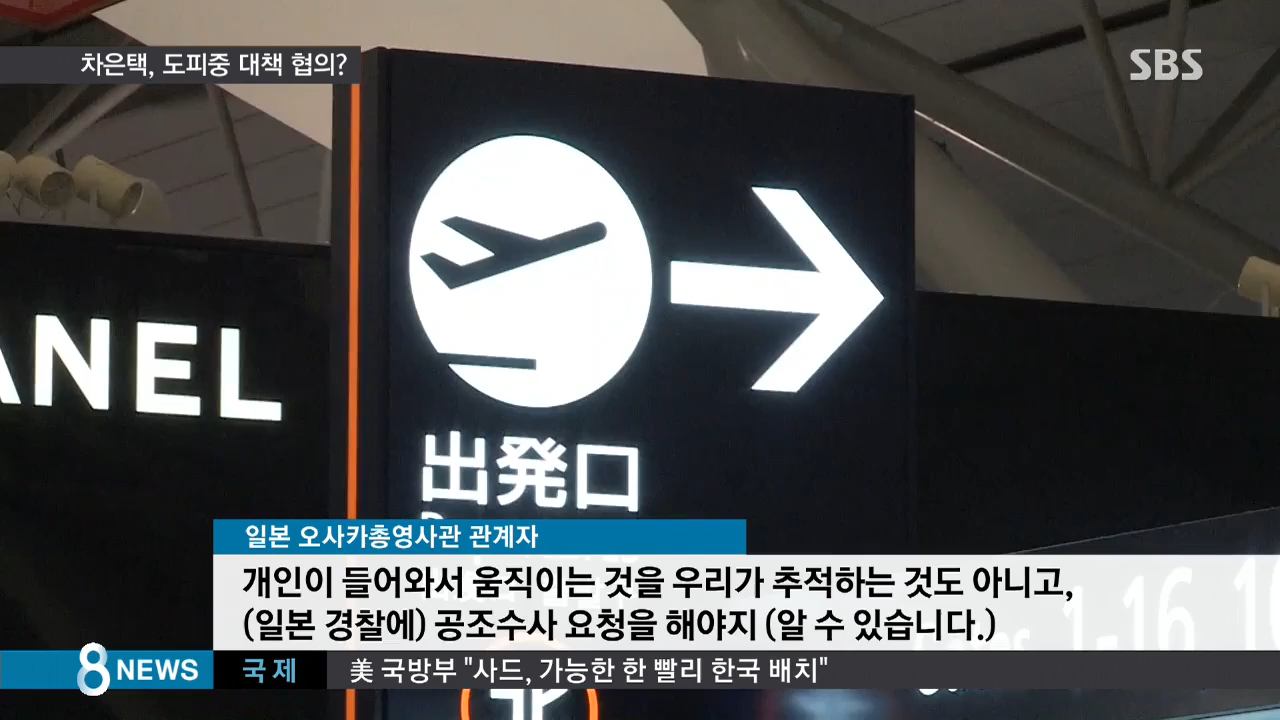 차은택, 도피중 대책 협의?
SBS
ANEL
出発口
일본 오사카총영사관 관계자
개인이 들어와서 움직이는 것을 우리가 추적하는 것도 아니고,
(일본 경찰에) 공조수사 요청을 해야지 (알 수 있습니다.)
1-16
8 NEWS 국제 美 국방부 "사드, 가능한 한 빨리 한국 배치"